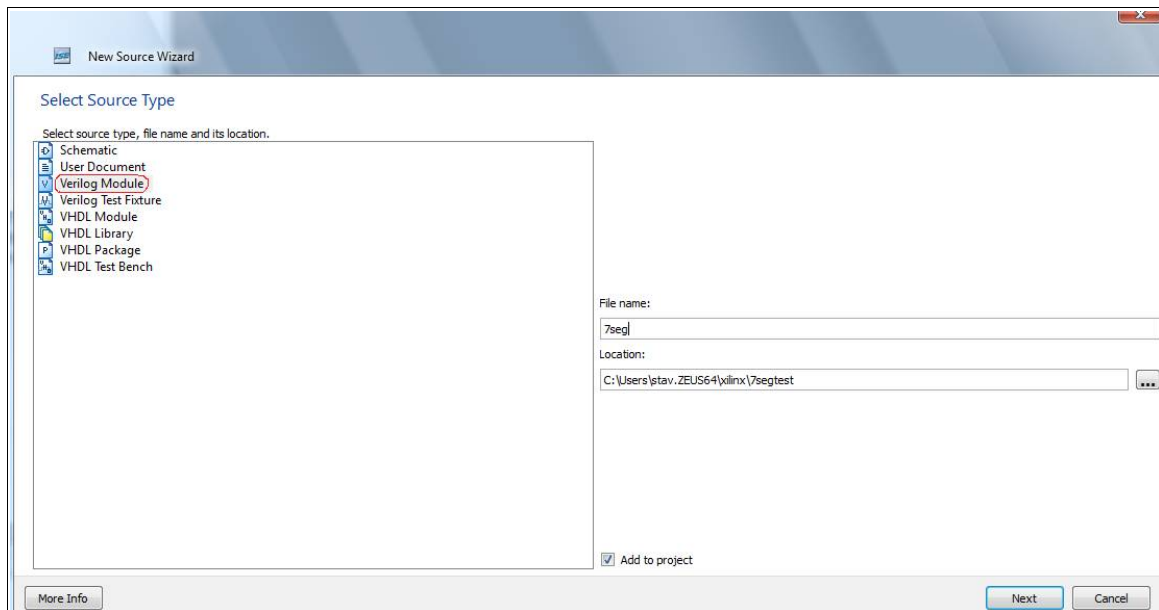 New Source Wizard
Select Source Type
Select source type, file name and its location.
Schematic
User Document
Verilog Module
Verilog Test Fixture
VHDL Module
VHDL Library
VHDL Package
VHDL Test Bench
File name:
7seg
Location:
C:\Users\stav.ZEUS64\xilinx\7segtest
...
Add to project
More Info
Next
Cancel